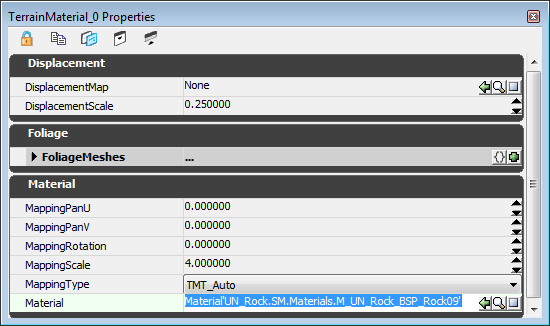 TerrainMaterial_0 Properties
Displacement
DisplacementMap None
DisplacementScale 0.250000
Foliage
FoliageMeshes ...
Material
MappingPanU 0.000000
MappingPanV 0.000000
MappingRotation 0.000000
MappingScale 4.000000
MappingType TMT_Auto
Material Material'UN_Rock.SM.Materials.M_UN_Rock_BSP_Rock09'